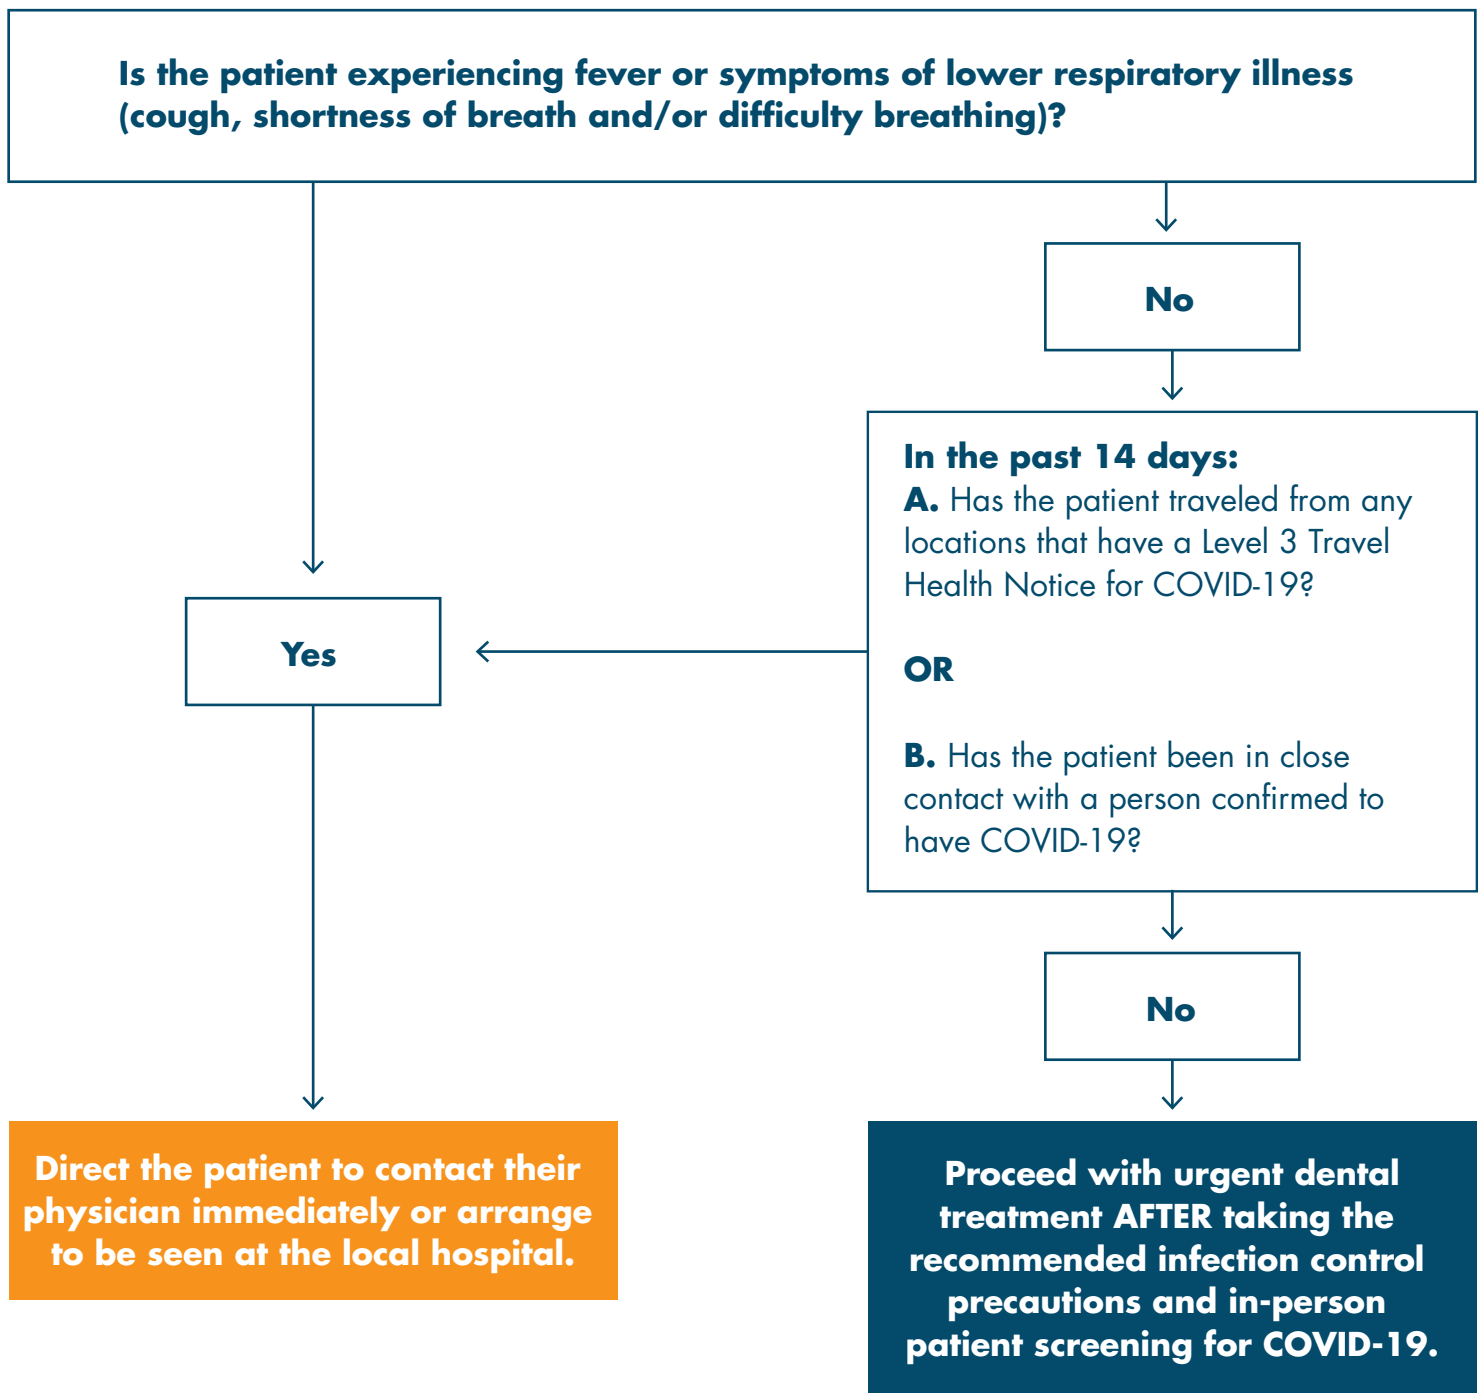 Is the patient experiencing fever or symptoms of lower respiratory illness
(cough, shortness of breath and/or difficulty breathing)?
No
In the past 14 days:
A. Has the patient traveled from any
locations that have a Level 3 Travel
Health Notice for COVID-19?
OR
B. Has the patient been in close
contact with a person confirmed to
have COVID-19?
Yes
No
Direct the patient to contact their
physician immediately or arrange
to be seen at the local hospital.
Proceed with urgent dental
treatment AFTER taking the
recommended infection control
precautions and in-person
patient screening for COVID-19.